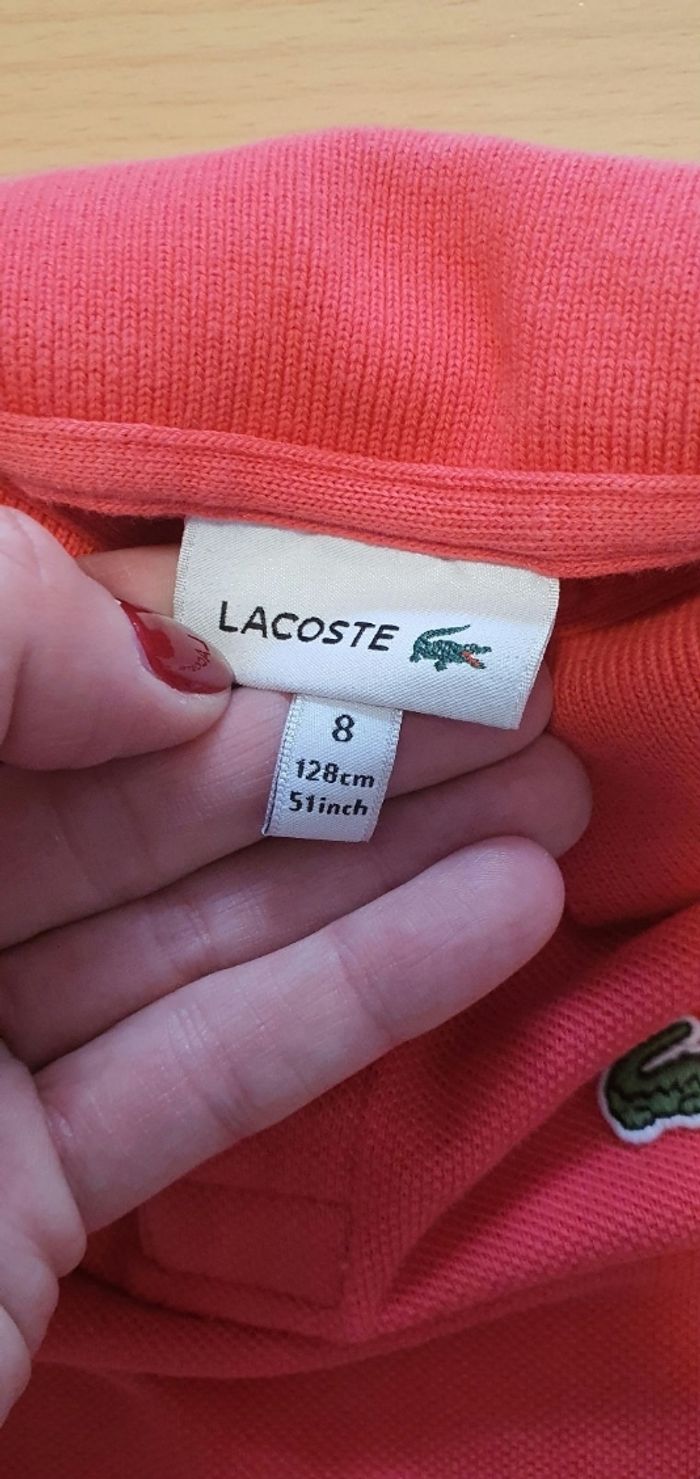 LACOSTE
8
128cm
51inch